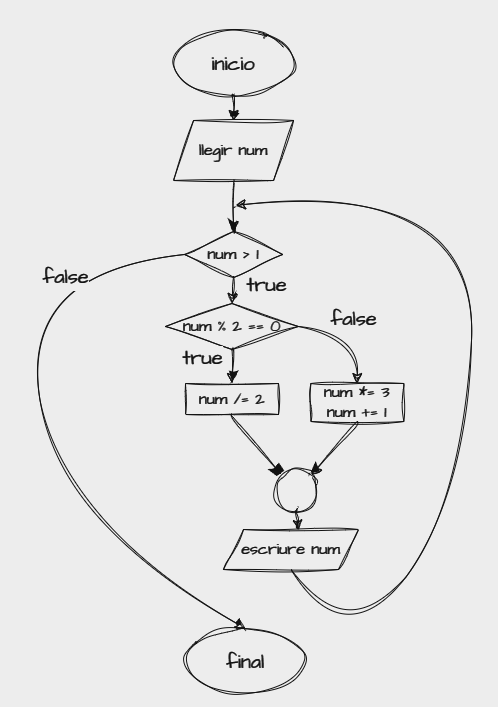 inicio
llegir num
num > 1
false
true
num % 2 == 0
false
true
num /= 2
num *= 3
num += 1
escriure num
final